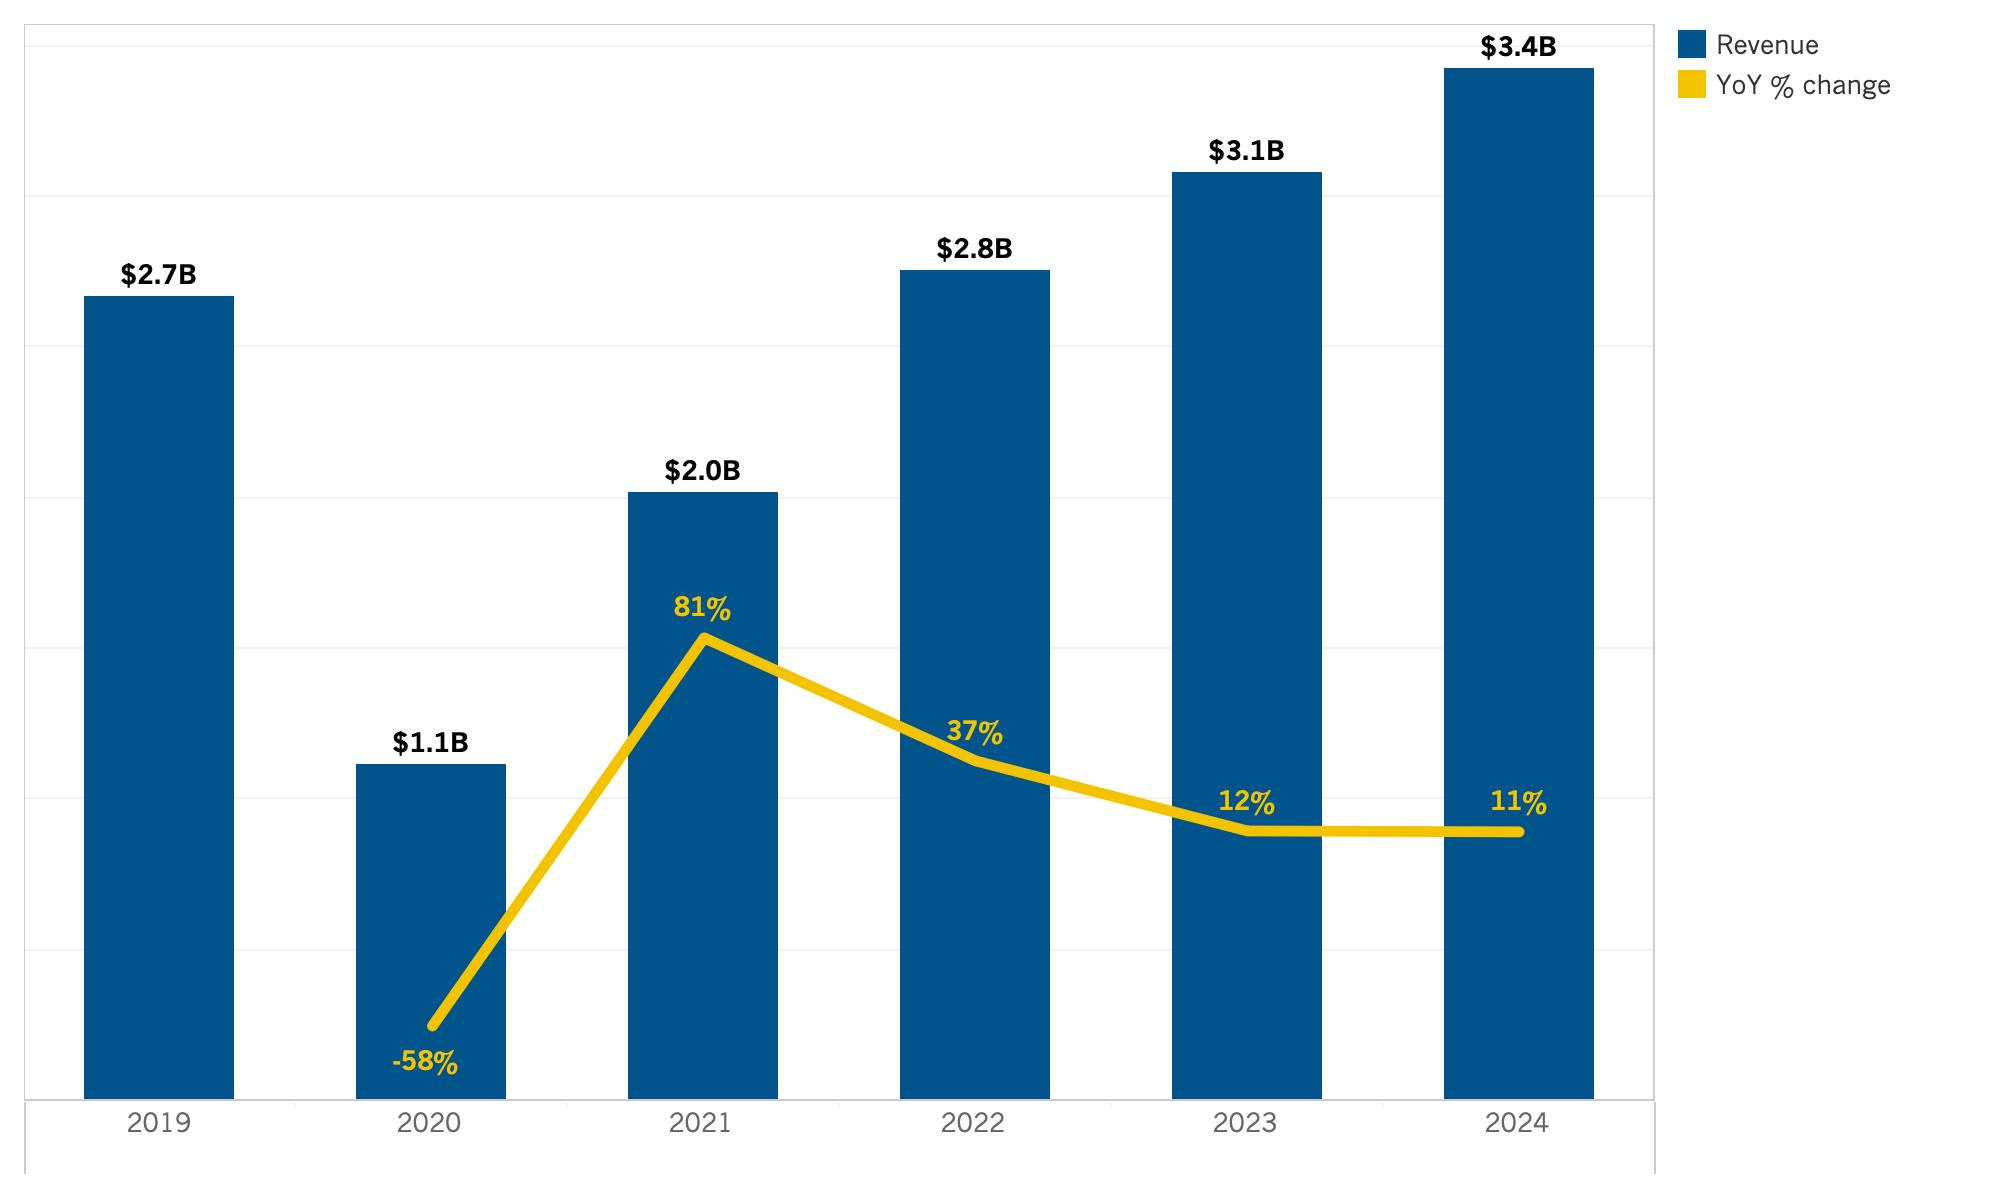 $3.4B
Revenue
YoY % change
$3.1B
$2.8B
$2.7B
$2.0B
81%
37%
$1.1B
12%
11%
-58%
2019 2020 2021 2022 2023 2024